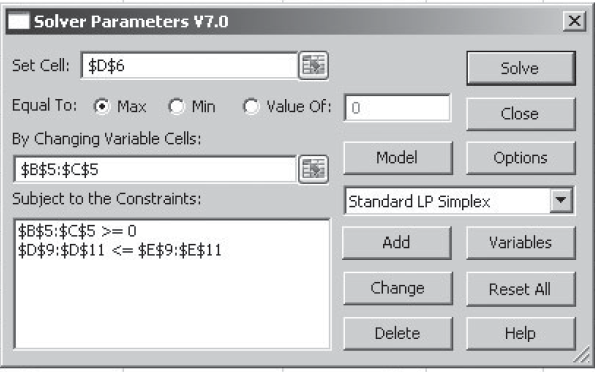 Solver Parameters V7.0
Set Cell: $D$6
Solve
Equal To: Max Min Value Of: 0
Close
By Changing Variable Cells:
$B$5:$C$5
Model Options
Subject to the Constraints:
Standard LP Simplex
$B$5:$C$5 >= 0
$D$9:$D$11 <= $E$9:$E$11
Add Variables
Change Reset All
Delete Help